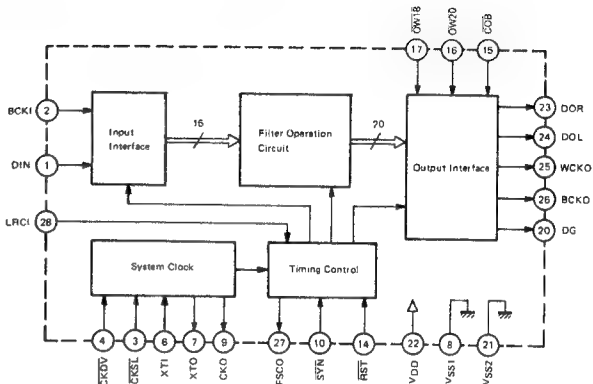 OW18
OW20
COB
17
16
15
BCKI
2
Input
Interface
16
Filter Operation
Circuit
20
Output Interface
23
DOR
24
DOL
25
WCKO
26
BCKO
20
DG
DIN
1
LRCI
28
System Clock
Timing Control
4
3
6
7
9
27
10
14
22
8
21
CKDV
CKSL
XTI
XTO
CKO
FSCO
SYN
RST
VDD
VSS1
VSS2